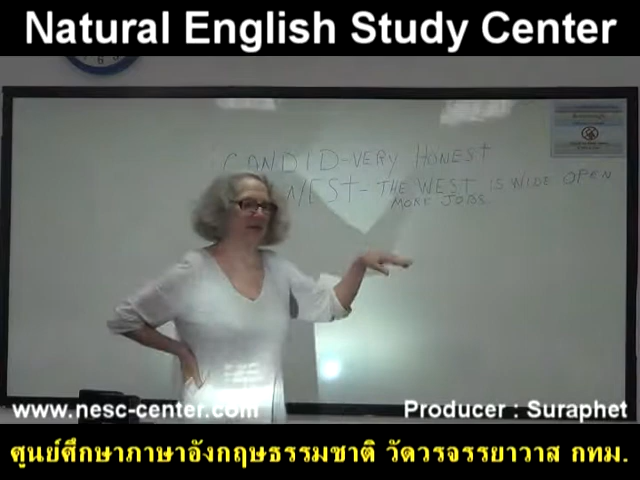 Natural English Study Center
CANDID - VERY HONEST
WEST - THE WEST IS WIDE OPEN
MORE JOBS
www.nesc-center.com
Producer : Suraphet
ศูนย์ศึกษาภาษาอังกฤษธรรมชาติ วัดวรจรรยาวาส กทม.